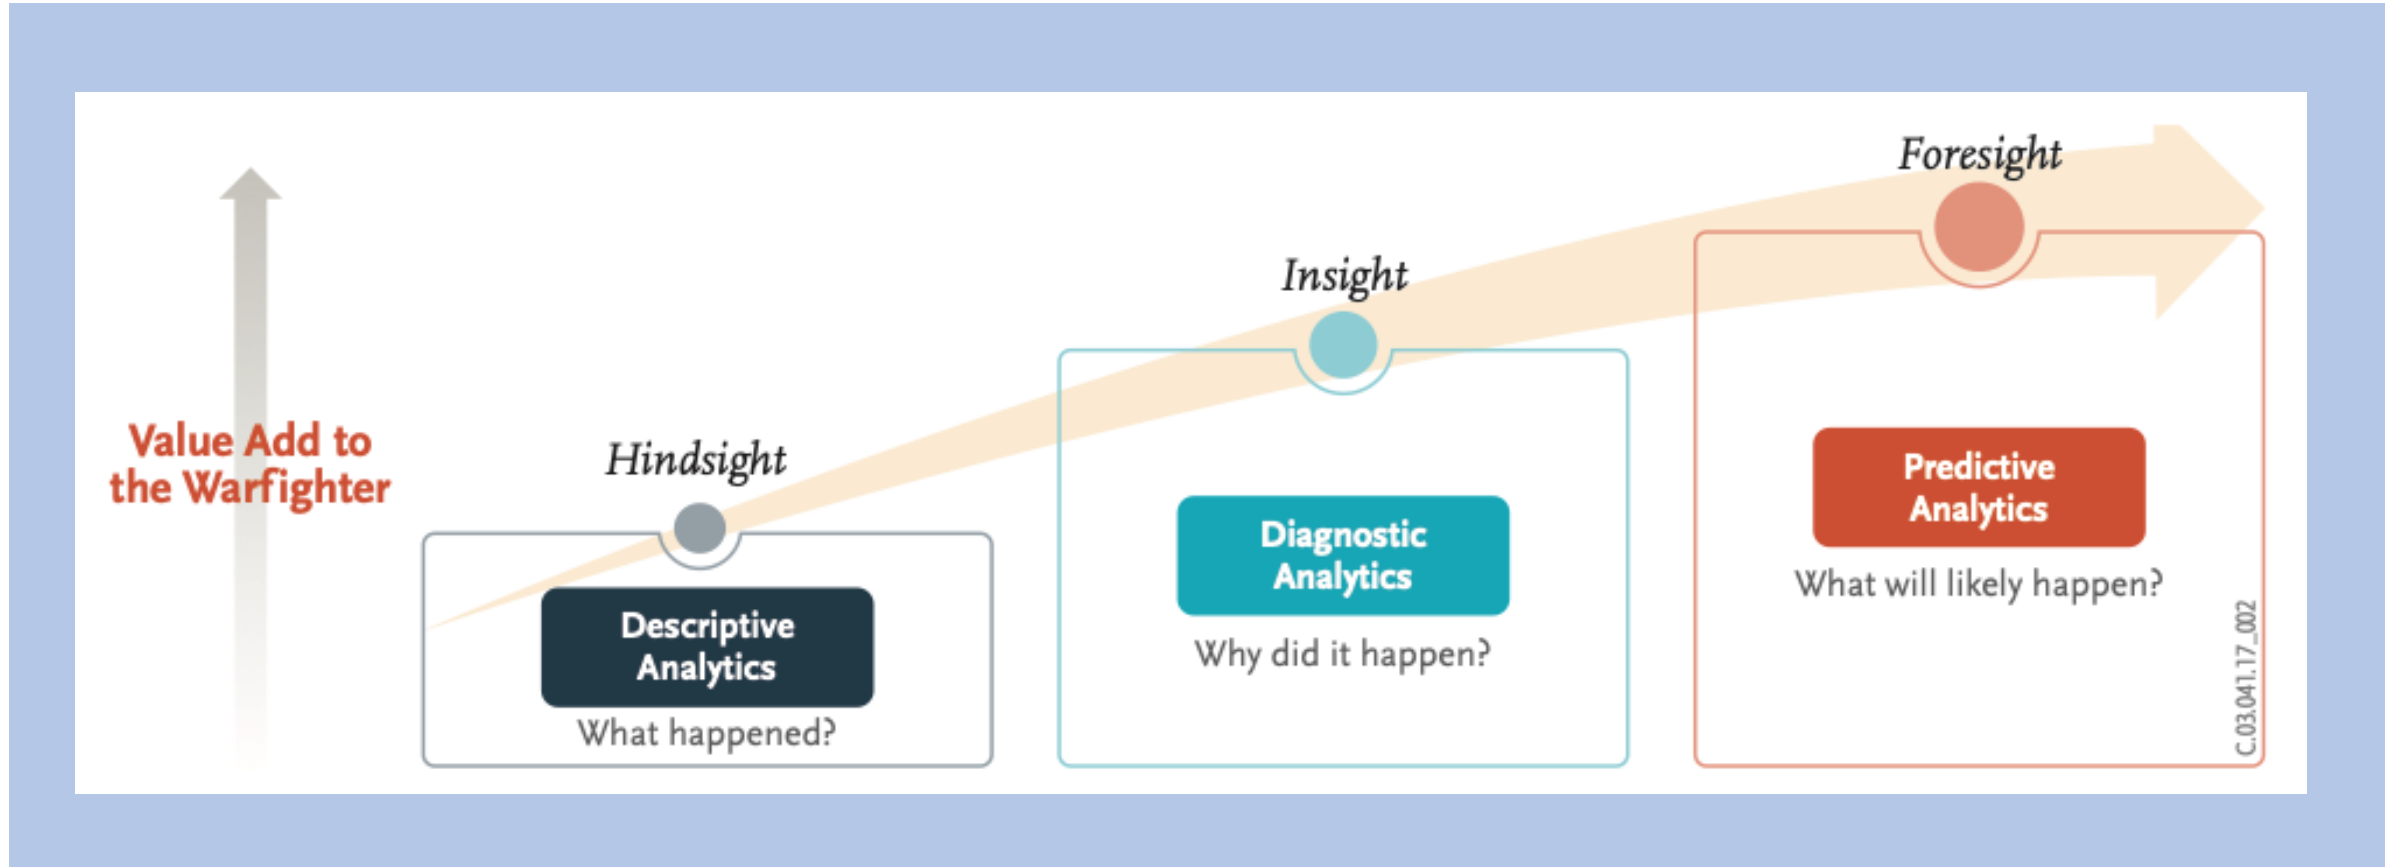 Value Add to
the Warfighter
Hindsight
Descriptive
Analytics
What happened?
Insight
Diagnostic
Analytics
Why did it happen?
Foresight
Predictive
Analytics
What will likely happen?
C.03.041.17_002